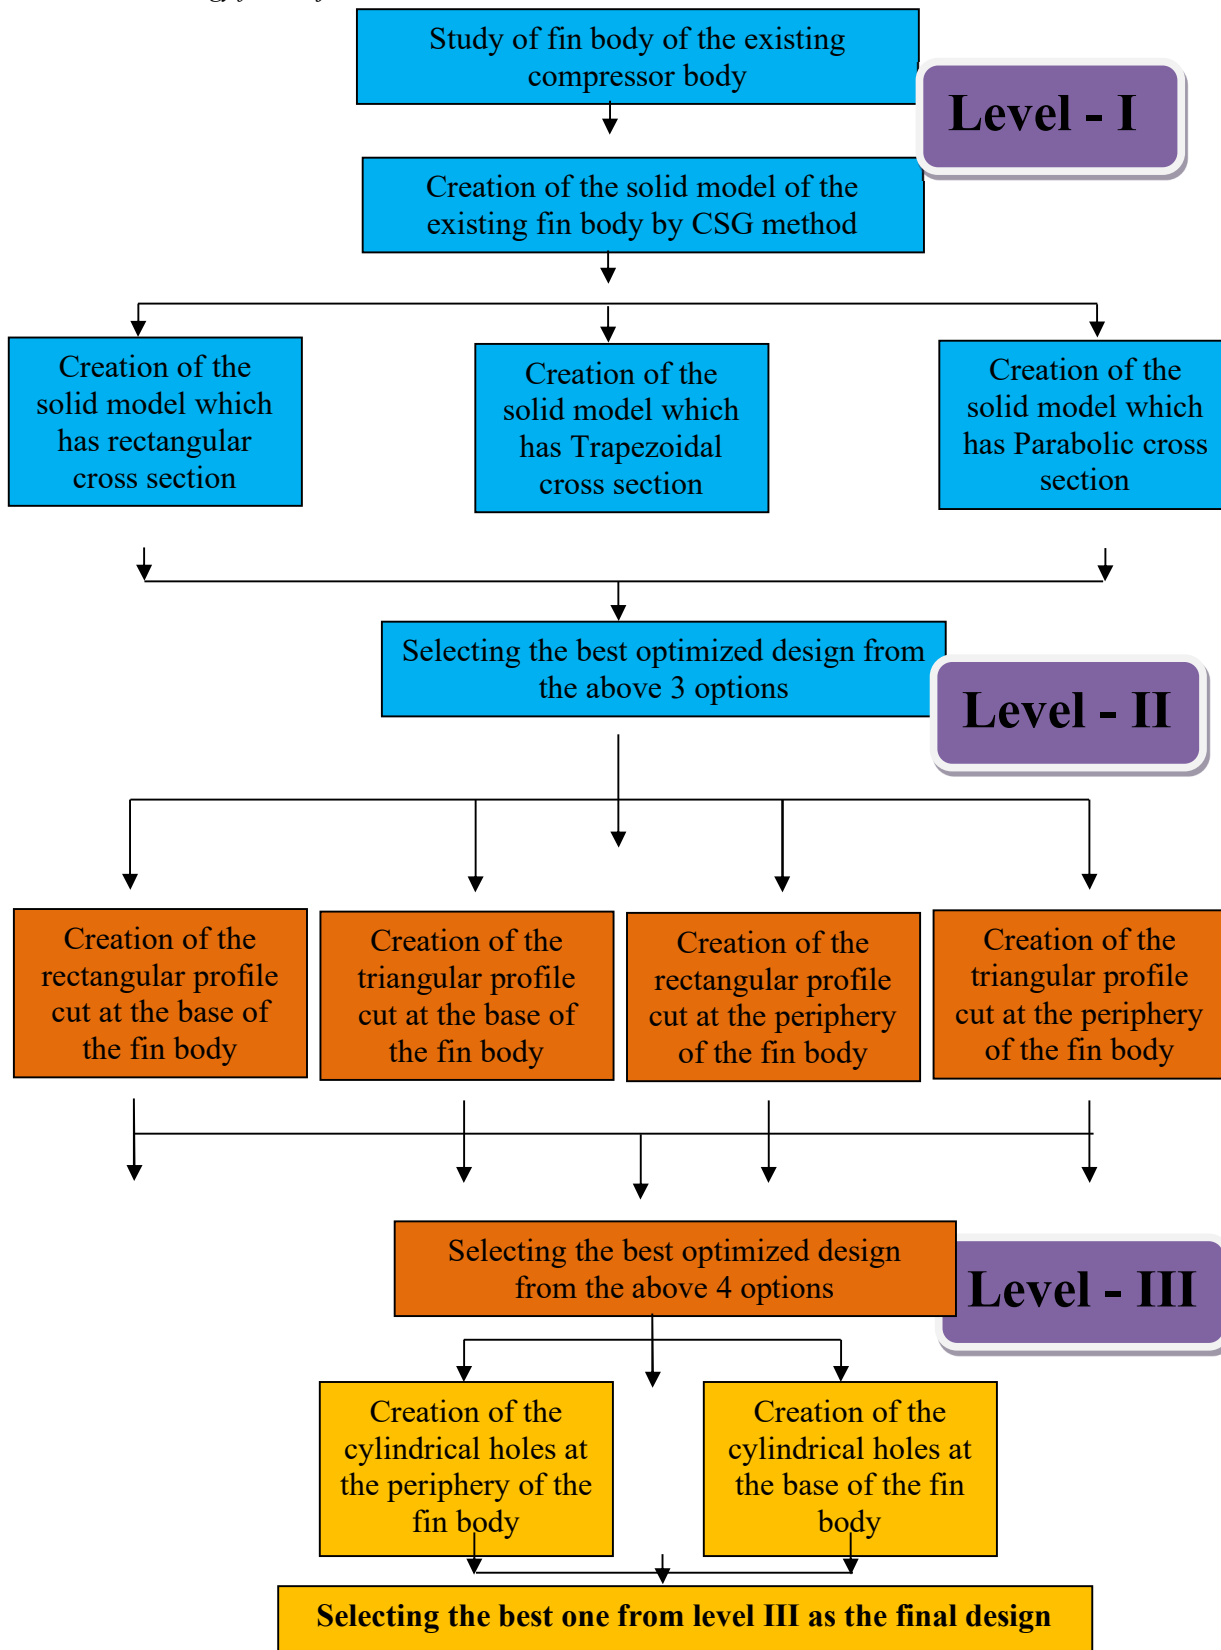 Study of fin body of the existing
compressor body
Level - I
Creation of the solid model of the
existing fin body by CSG method
Creation of the
solid model which
has rectangular
cross section
Creation of the
solid model which
has Trapezoidal
cross section
Creation of the
solid model which
has Parabolic cross
section
Selecting the best optimized design from
the above 3 options
Level - II
Creation of the
rectangular profile
cut at the base of
the fin body
Creation of the
triangular profile
cut at the base of
the fin body
Creation of the
rectangular profile
cut at the periphery
of the fin body
Creation of the
triangular profile
cut at the periphery
of the fin body
Selecting the best optimized design
from the above 4 options
Level - III
Creation of the
cylindrical holes at
the periphery of the
fin body
Creation of the
cylindrical holes at
the base of the fin
body
Selecting the best one from level III as the final design